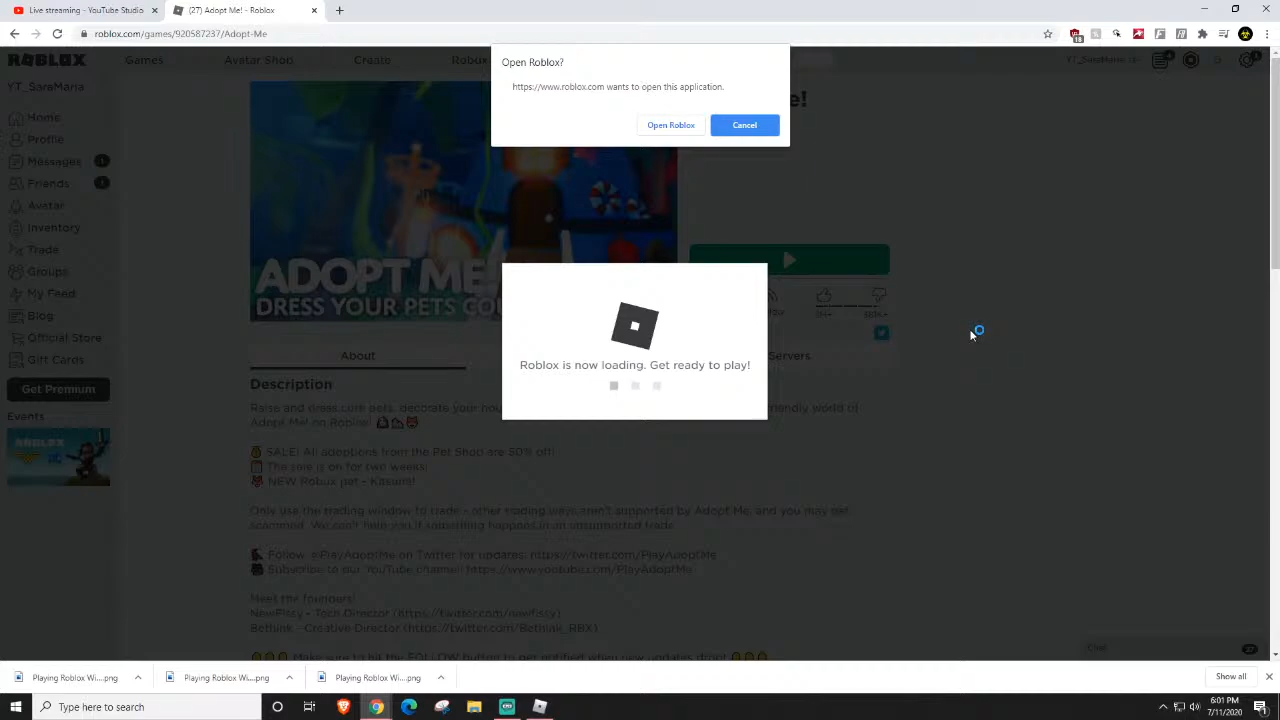 Live streaming - YouTube Studio
(27) Adopt Me! - Roblox
roblox.com/games/920587237/Adopt-Me
18
Open Roblox?
https://www.roblox.com wants to open this application.
Open Roblox
Cancel
ROBLOX
Games
Avatar Shop
Create
Robux
YT_SaraMaria
YT_SaraMaria
Home
Profile
Messages
1
Friends
Avatar
Inventory
Trade
Groups
My Feed
Blog
Official Store
Gift Cards
Get Premium
Events
ROBLOX
ADOPT ME!
DRESS YOUR PETS
Roblox is now loading. Get ready to play!
About
Servers
Description
Raise and dress cute pets, decorate your
friendly world of
Adopt Me! on Roblox!
SALE! All adoptions from the Pet Shop are 50% off!
The sale is on for two weeks!
NEW Robux pet - Kitsune!
Only use the trading window to trade - other trading ways aren't supported by Adopt Me, and you may get
scammed. We can't help you if something happens in an unsupported trade.
Follow @PlayAdoptMe on Twitter for updates: https://twitter.com/PlayAdoptMe
Subscribe to our YouTube channel! https://www.youtube.com/PlayAdoptMe
Meet the founders!
NewFissy - Tech Director (https://twitter.com/newfissy)
Bethink - Creative Director (https://twitter.com/Bethink_RBX)
Make sure to hit the FOLLOW button to get notified when new updates drop!
Chat
27
Playing Roblox Wi....png
Playing Roblox Wi....png
Playing Roblox Wi....png
Show all
Type here to search
6:01 PM
7/11/2020